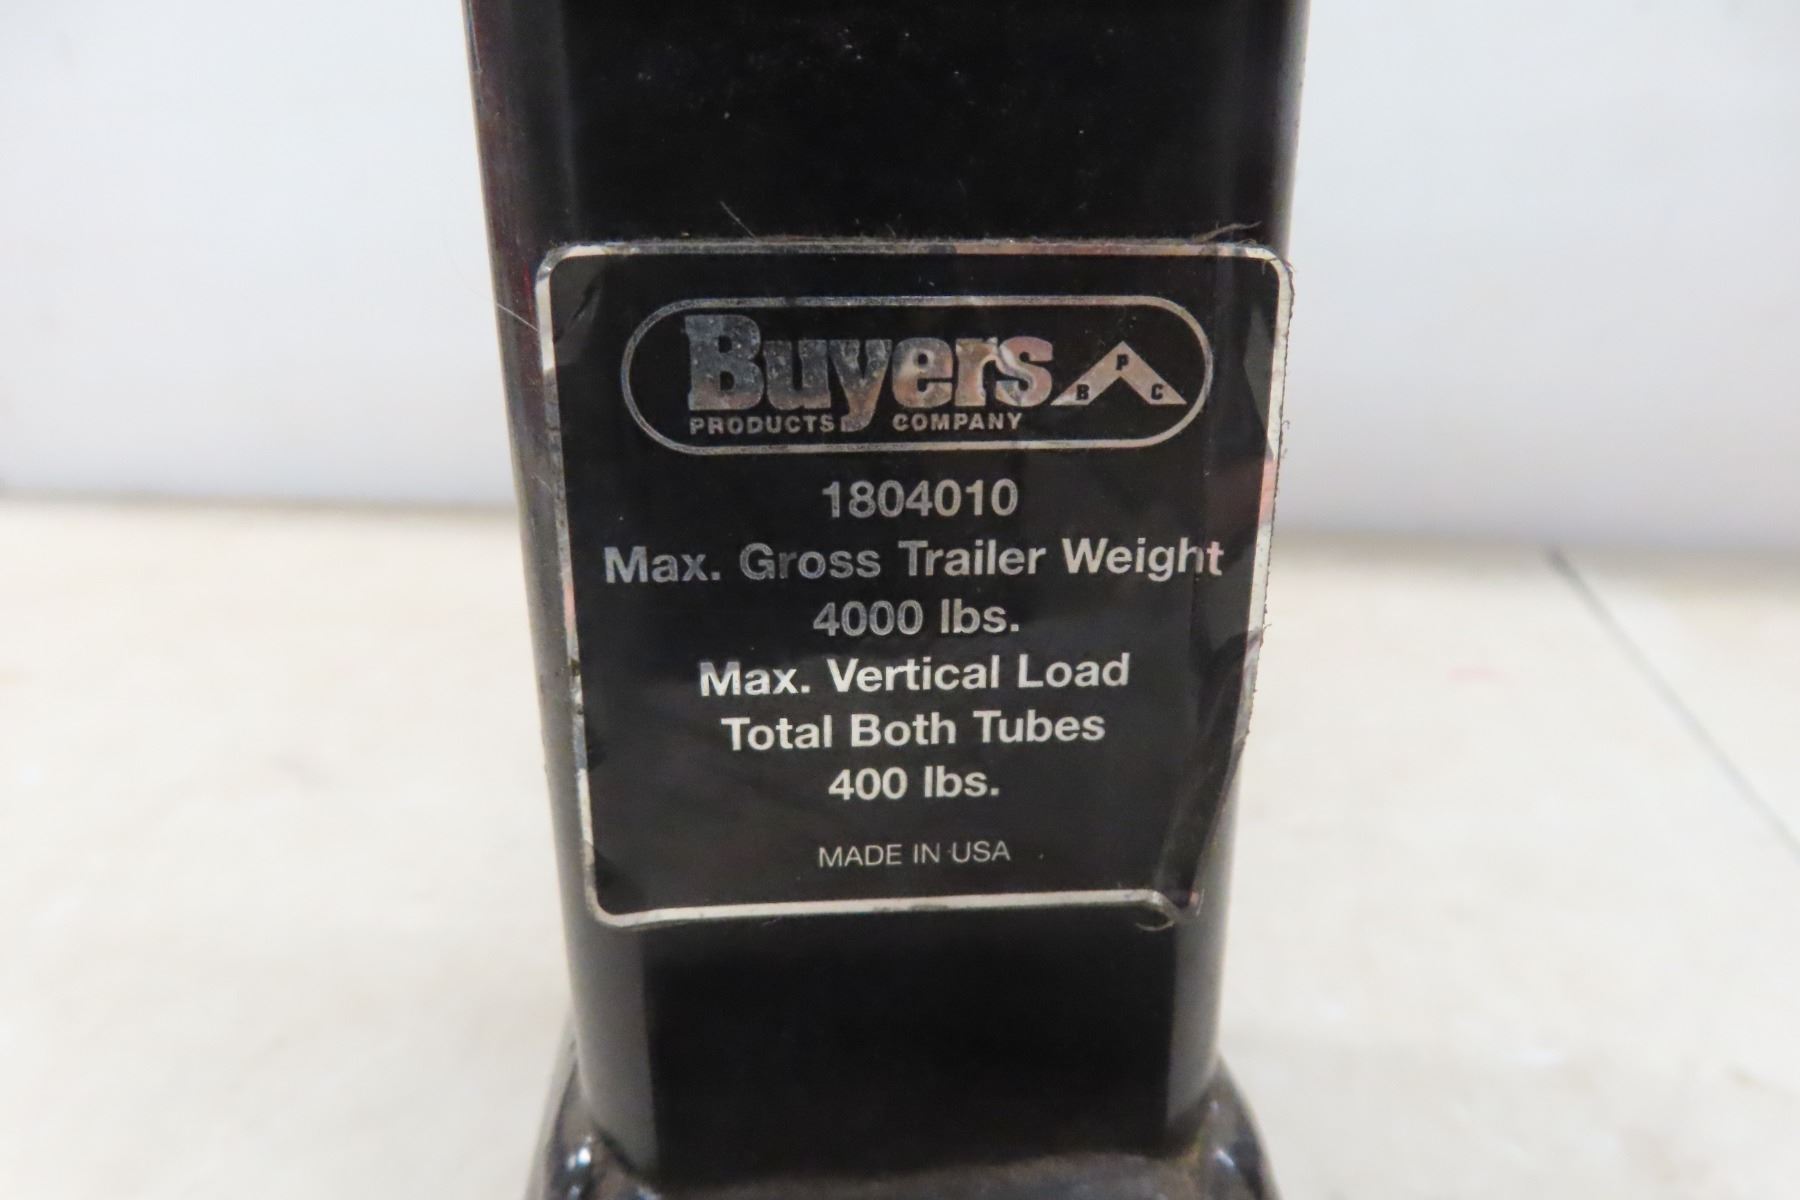 Buyers
PRODUCTS COMPANY
B P C
1804010
Max. Gross Trailer Weight
4000 lbs.
Max. Vertical Load
Total Both Tubes
400 lbs.
MADE IN USA